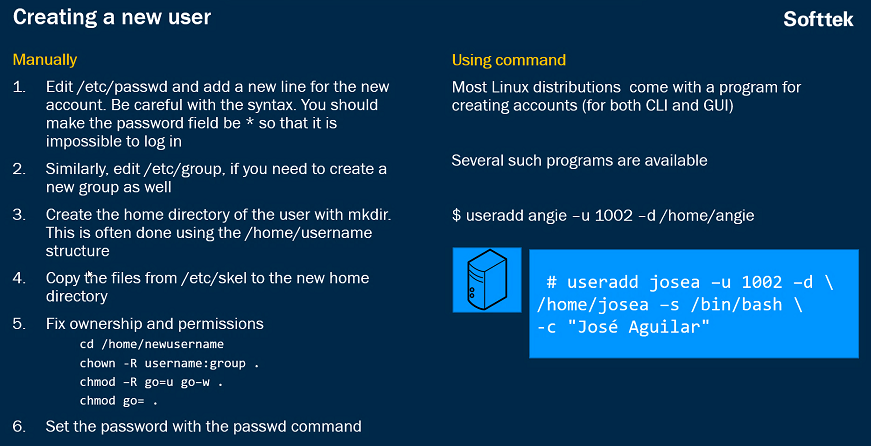 Creating a new user
Softtek
Manually
1. Edit /etc/passwd and add a new line for the new
account. Be careful with the syntax. You should
make the password field be * so that it is
impossible to log in
2. Similarly, edit /etc/group, if you need to create a
new group as well
3. Create the home directory of the user with mkdir.
This is often done using the /home/username
structure
4. Copy the files from /etc/skel to the new home
directory
5. Fix ownership and permissions
cd /home/newusername
chown -R username:group .
chmod –R go=u go-w .
chmod go= .
6. Set the password with the passwd command
Using command
Most Linux distributions come with a program for
creating accounts (for both CLI and GUI)
Several such programs are available
$ useradd angie –u 1002 –d /home/angie
# useradd josea –u 1002 –d \
/home/josea –s /bin/bash \
-c "José Aguilar"